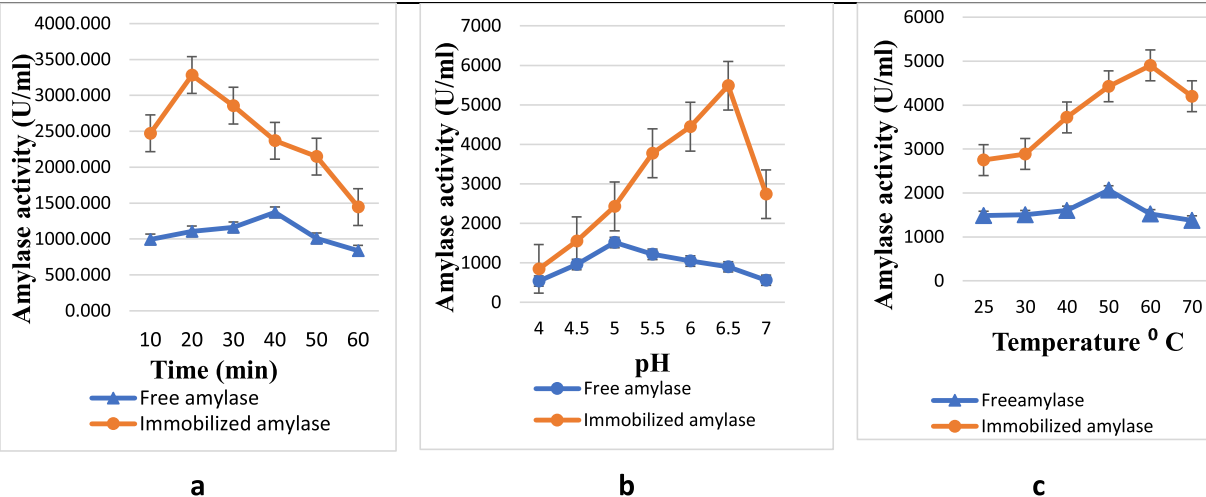 Amylase activity (U/ml)
4000.000
3500.000
3000.000
2500.000
2000.000
1500.000
1000.000
500.000
0.000
10 20 30 40 50 60
Time (min)
Free amylase
Immobilized amylase
a
Amylase activity (U/ml)
7000
6000
5000
4000
3000
2000
1000
0
4 4.5 5 5.5 6 6.5 7
pH
Free amylase
Immobilized amylase
b
Amylase activity (U/ml)
6000
5000
4000
3000
2000
1000
0
25 30 40 50 60 70
Temperature ⁰ C
Freeamylase
Immobilized amylase
c